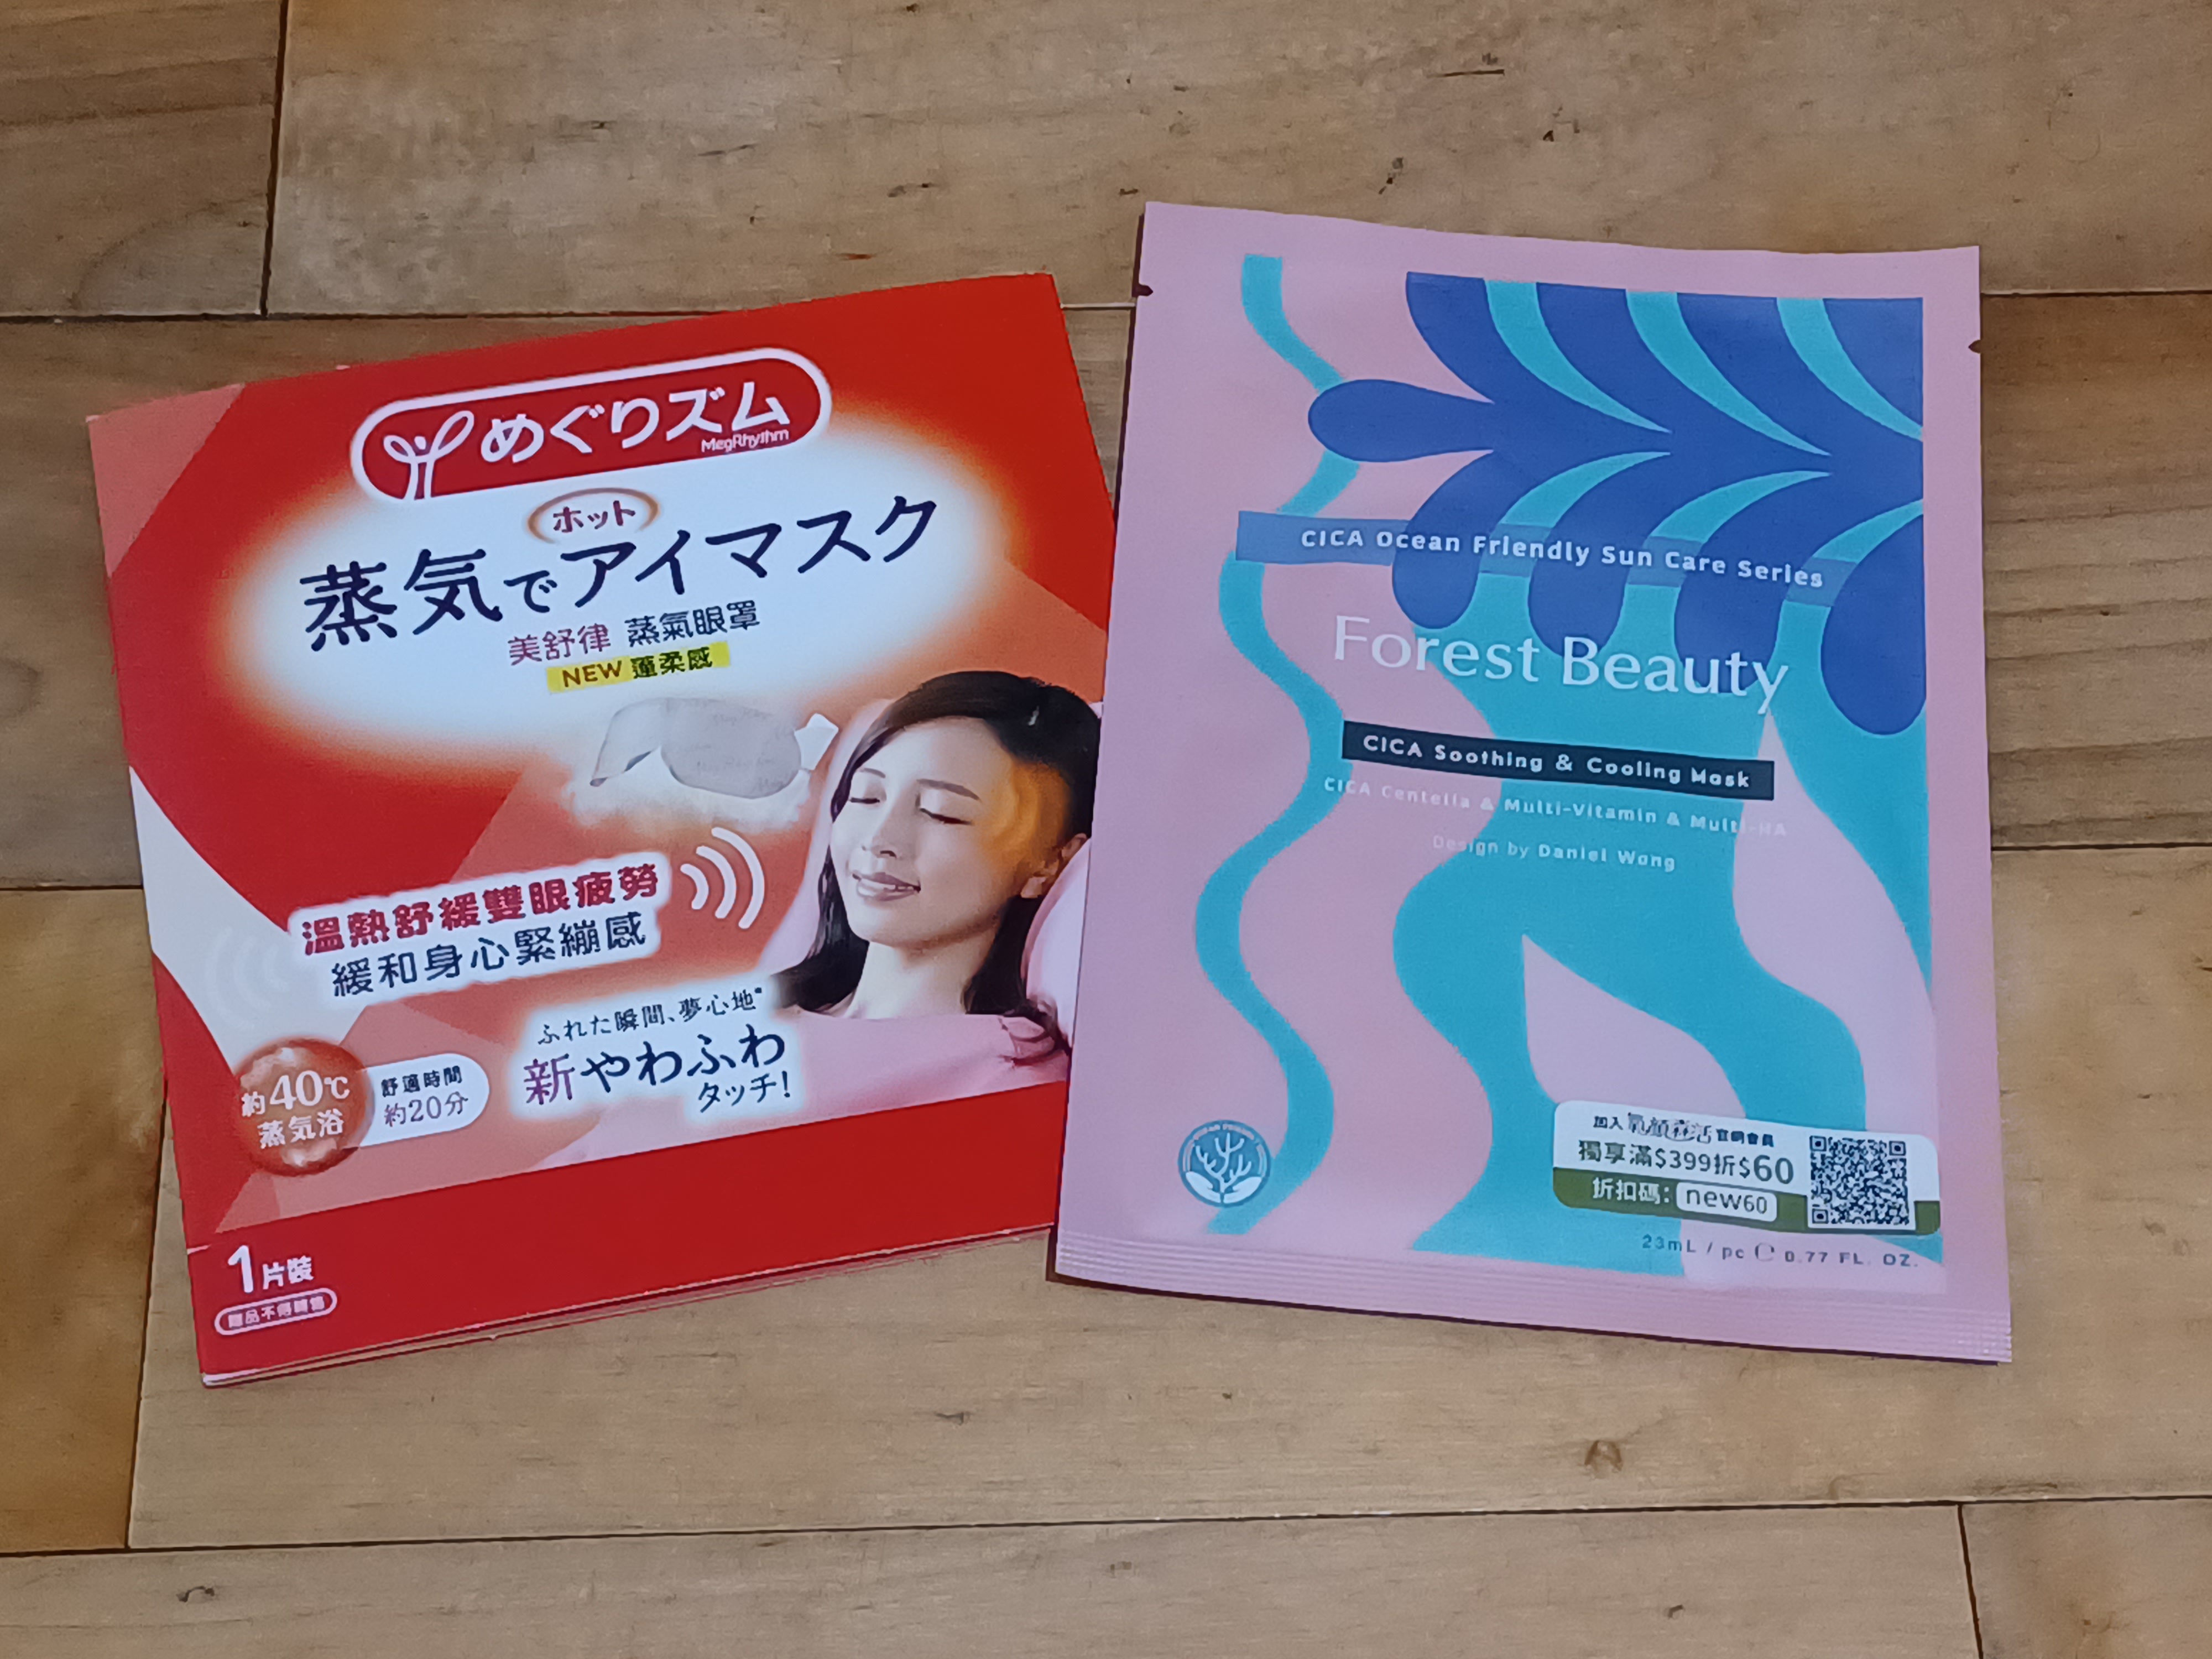 めぐりズム
MegRhythm
ホット
蒸気でアイマスク
美舒律 蒸氣眼罩
NEW 蓬柔感
溫熱舒緩雙眼疲勞
緩和身心緊繃感
ふれた瞬間、夢心地*
新やわふわ
タッチ!
約40℃
蒸気浴
舒適時間
約20分
1片裝
贈品不得轉售
CICA Ocean Friendly Sun Care Series
Forest Beauty
CICA Soothing & Cooling Mask
CICA Centella & Multi-Vitamin & Multi-HA
Design by Daniel Wong
加入氧顏森活官網會員
獨享滿$399折$60
折扣碼: new60
23mL / pc ℮ 0.77 FL. OZ.